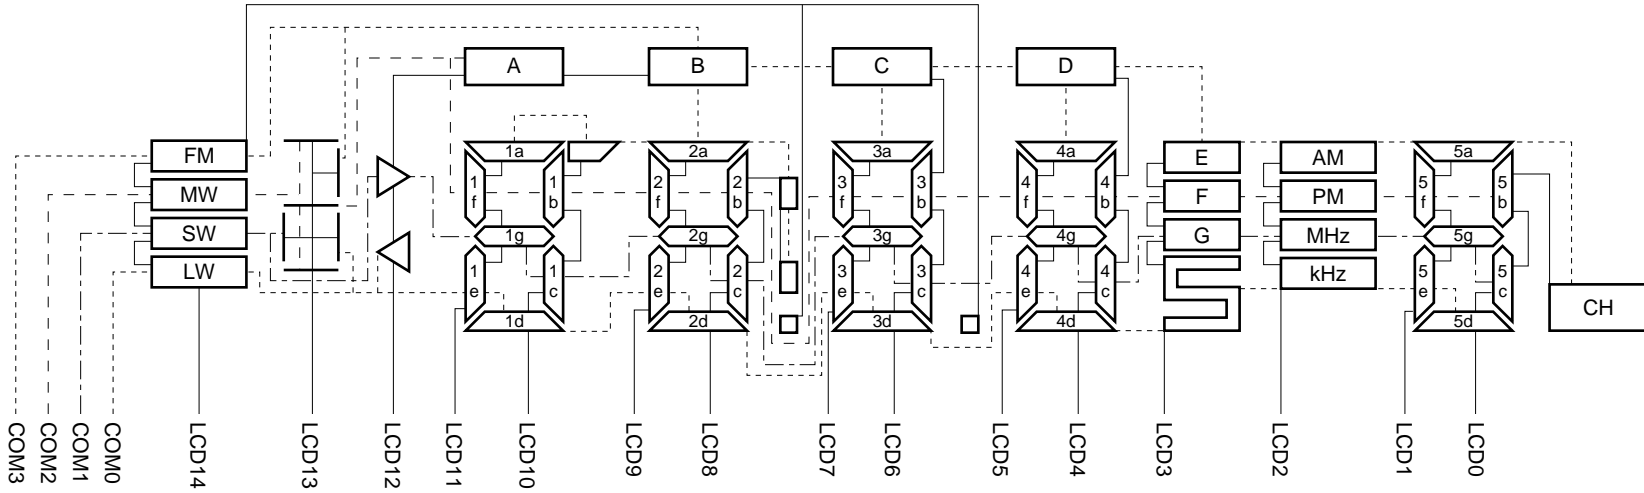 A B C D
FM 1a 2a 3a 4a E AM 5a
MW 1f 1b 2f 2b 3f 3b 4f 4b F PM 5f 5b
SW 1g 2g 3g 4g G MHz 5g
LW 1e 1c 2e 2c 3e 3c 4e 4c kHz 5e 5c
1d 2d 3d 4d 5d CH
COM3 COM2 COM1 COM0 LCD14 LCD13 LCD12 LCD11 LCD10 LCD9 LCD8 LCD7 LCD6 LCD5 LCD4 LCD3 LCD2 LCD1 LCD0